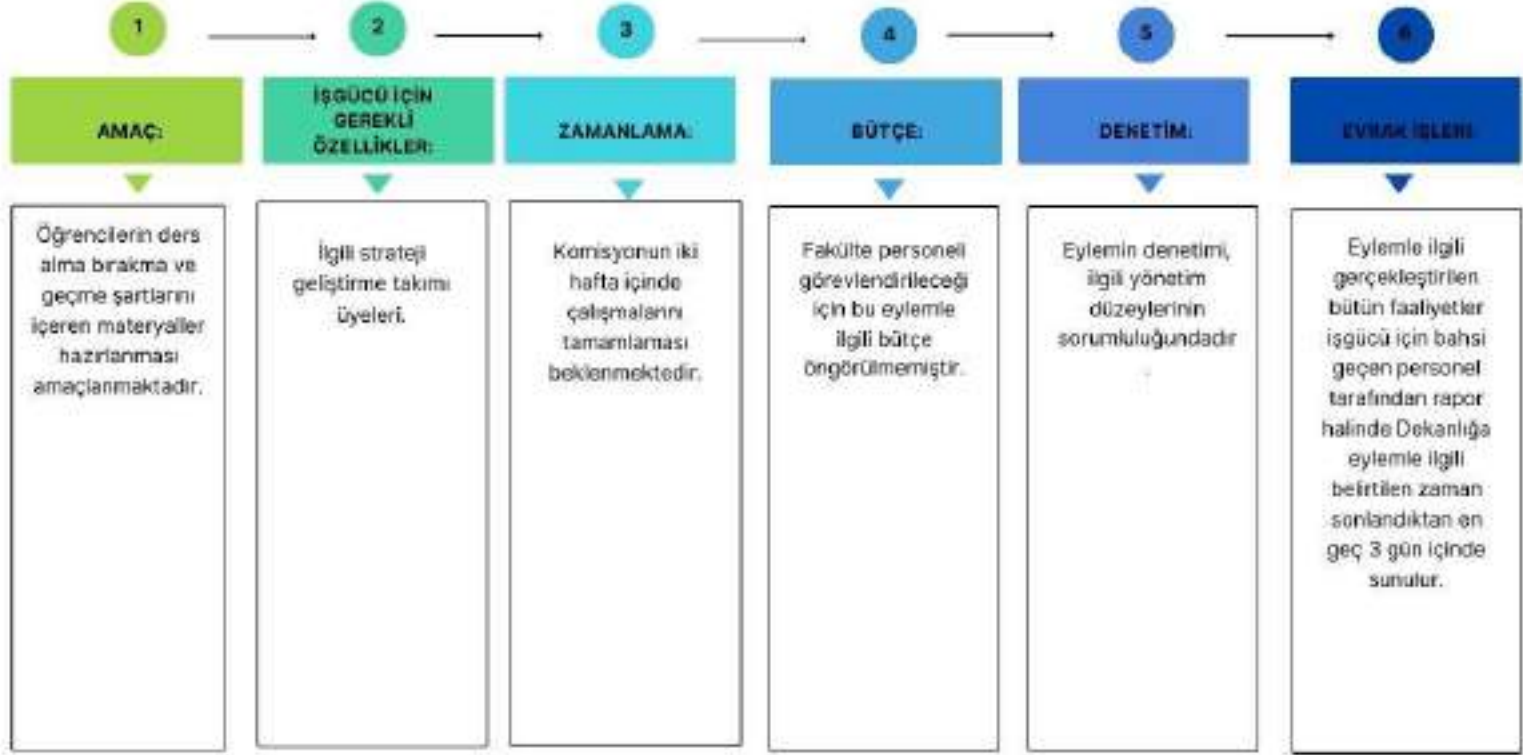 1
2
3
4
5
6
AMAÇ:
İŞGÜCÜ İÇİN
GEREKLİ
ÖZELLİKLER:
ZAMANLAMA:
BÜTÇE:
DENETİM:
EVRAK İŞLERİ:
Öğrencilerin ders
alma bırakma ve
geçme şartlarını
içeren materyaller
hazırlanması
amaçlanmaktadır.
İlgili strateji
geliştirme takımı
üyeleri.
Komisyonun iki
hafta içinde
çalışmalarını
tamamlaması
beklenmektedir.
Fakülte personeli
görevlendirileceği
için bu eylemle
ilgili bütçe
öngörülmemiştir.
Eylemin denetimi,
ilgili yönetim
düzeylerinin
sorumluluğundadır
.
Eylemle ilgili
gerçekleştirilen
bütün faaliyetler
işgücü için bahsi
geçen personel
tarafından rapor
halinde Dekanlığa
eylemle ilgili
belirtilen zaman
sonlandıktan en
geç 3 gün içinde
sunulur.